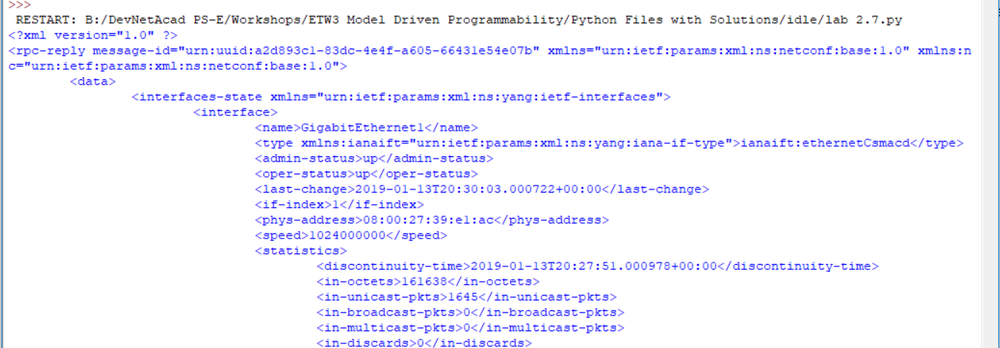 >>>
RESTART: B:/DevNetAcad PS-E/Workshops/ETW3 Model Driven Programmability/Python Files with Solutions/idle/lab 2.7.py
<?xml version="1.0" ?>
<rpc-reply message-id="urn:uuid:a2d893c1-83dc-4e4f-a605-66431e54e07b" xmlns="urn:ietf:params:xml:ns:netconf:base:1.0" xmlns:n
c="urn:ietf:params:xml:ns:netconf:base:1.0">
<data>
<interfaces-state xmlns="urn:ietf:params:xml:ns:yang:ietf-interfaces">
<interface>
<name>GigabitEthernet1</name>
<type xmlns:ianaift="urn:ietf:params:xml:ns:yang:iana-if-type">ianaift:ethernetCsmacd</type>
<admin-status>up</admin-status>
<oper-status>up</oper-status>
<last-change>2019-01-13T20:30:03.000722+00:00</last-change>
<if-index>1</if-index>
<phys-address>08:00:27:39:e1:ac</phys-address>
<speed>1024000000</speed>
<statistics>
<discontinuity-time>2019-01-13T20:27:51.000978+00:00</discontinuity-time>
<in-octets>161638</in-octets>
<in-unicast-pkts>1645</in-unicast-pkts>
<in-broadcast-pkts>0</in-broadcast-pkts>
<in-multicast-pkts>0</in-multicast-pkts>
<in-discards>0</in-discards>